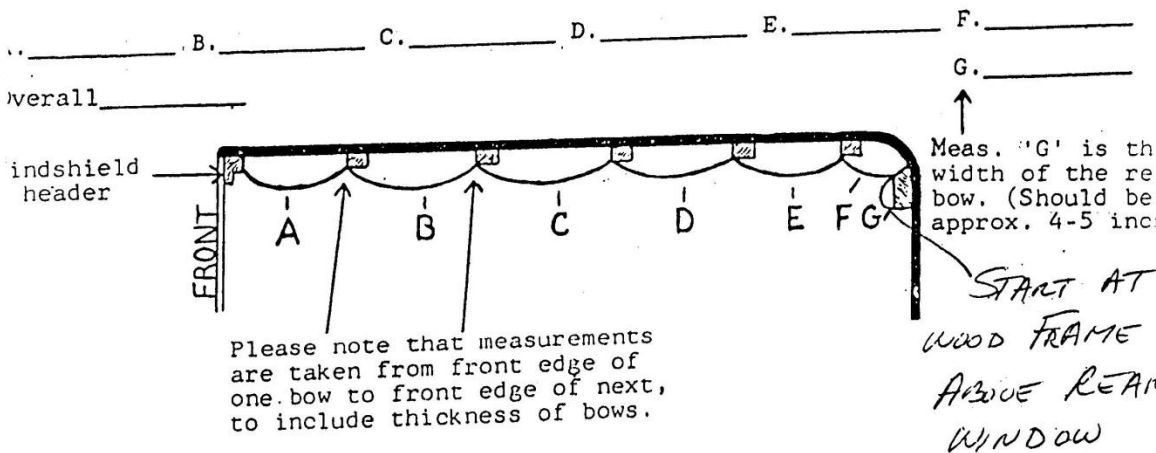 B. C. D. E. F.
G.
verall
indshield
header
FRONT
A B C D E F G
Meas. 'G' is th
width of the re
bow. (Should be
approx. 4-5 inc
START AT
WOOD FRAME
ABOVE REAR
WINDOW
Please note that measurements
are taken from front edge of
one bow to front edge of next,
to include thickness of bows.